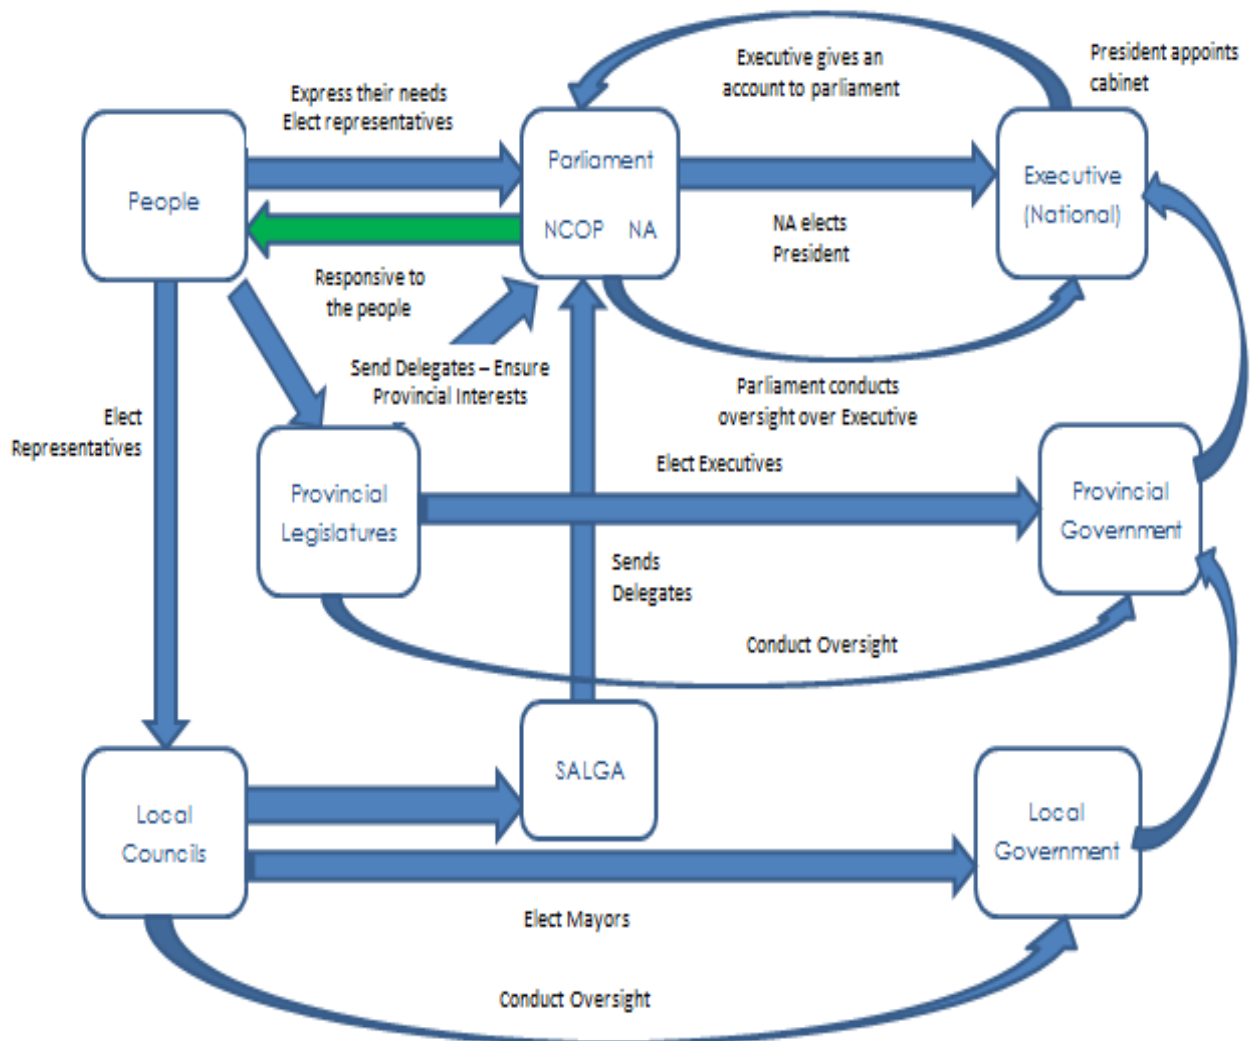 Executive gives an
account to parliament
President appoints
cabinet
Express their needs
Elect representatives
People
Parliament
NCOP NA
Executive
(National)
NA elects
President
Responsive to
the people
Send Delegates – Ensure
Provincial Interests
Parliament conducts
oversight over Executive
Elect
Representatives
Elect Executives
Provincial
Legislatures
Provincial
Government
Sends
Delegates
Conduct Oversight
SALGA
Local
Councils
Local
Government
Elect Mayors
Conduct Oversight